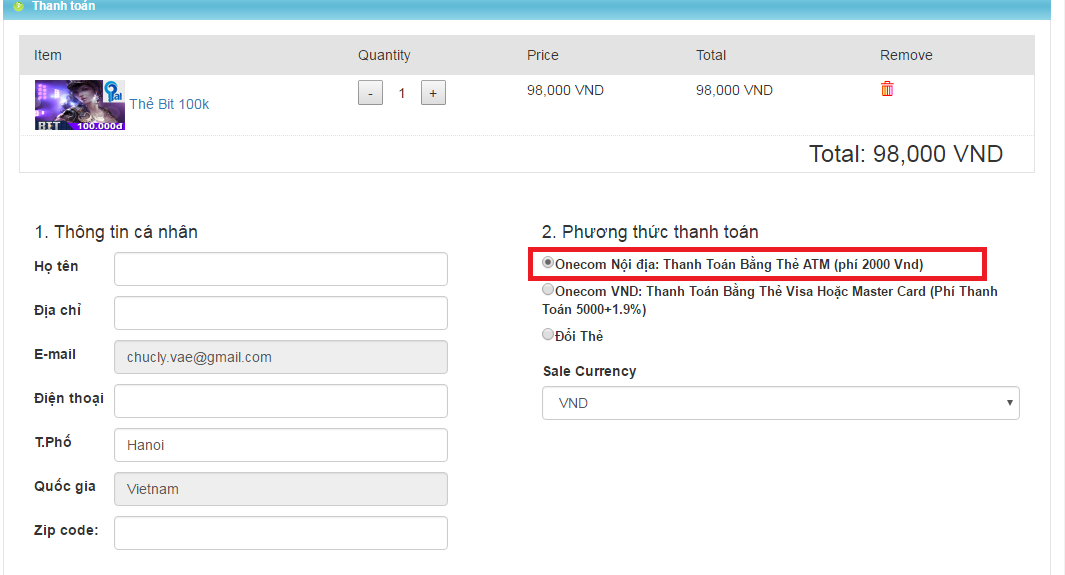 Thanh toán
Item Quantity Price Total Remove
BIT 100.000đ
Thẻ Bit 100k
- 1 +
98,000 VND 98,000 VND
Total: 98,000 VND
1. Thông tin cá nhân
Họ tên
Địa chỉ
E-mail chucly.vae@gmail.com
Điện thoại
T.Phố Hanoi
Quốc gia Vietnam
Zip code:
2. Phương thức thanh toán
Onecom Nội địa: Thanh Toán Bằng Thẻ ATM (phí 2000 Vnd)
Onecom VND: Thanh Toán Bằng Thẻ Visa Hoặc Master Card (Phí Thanh
Toán 5000+1.9%)
Đổi Thẻ
Sale Currency
VND